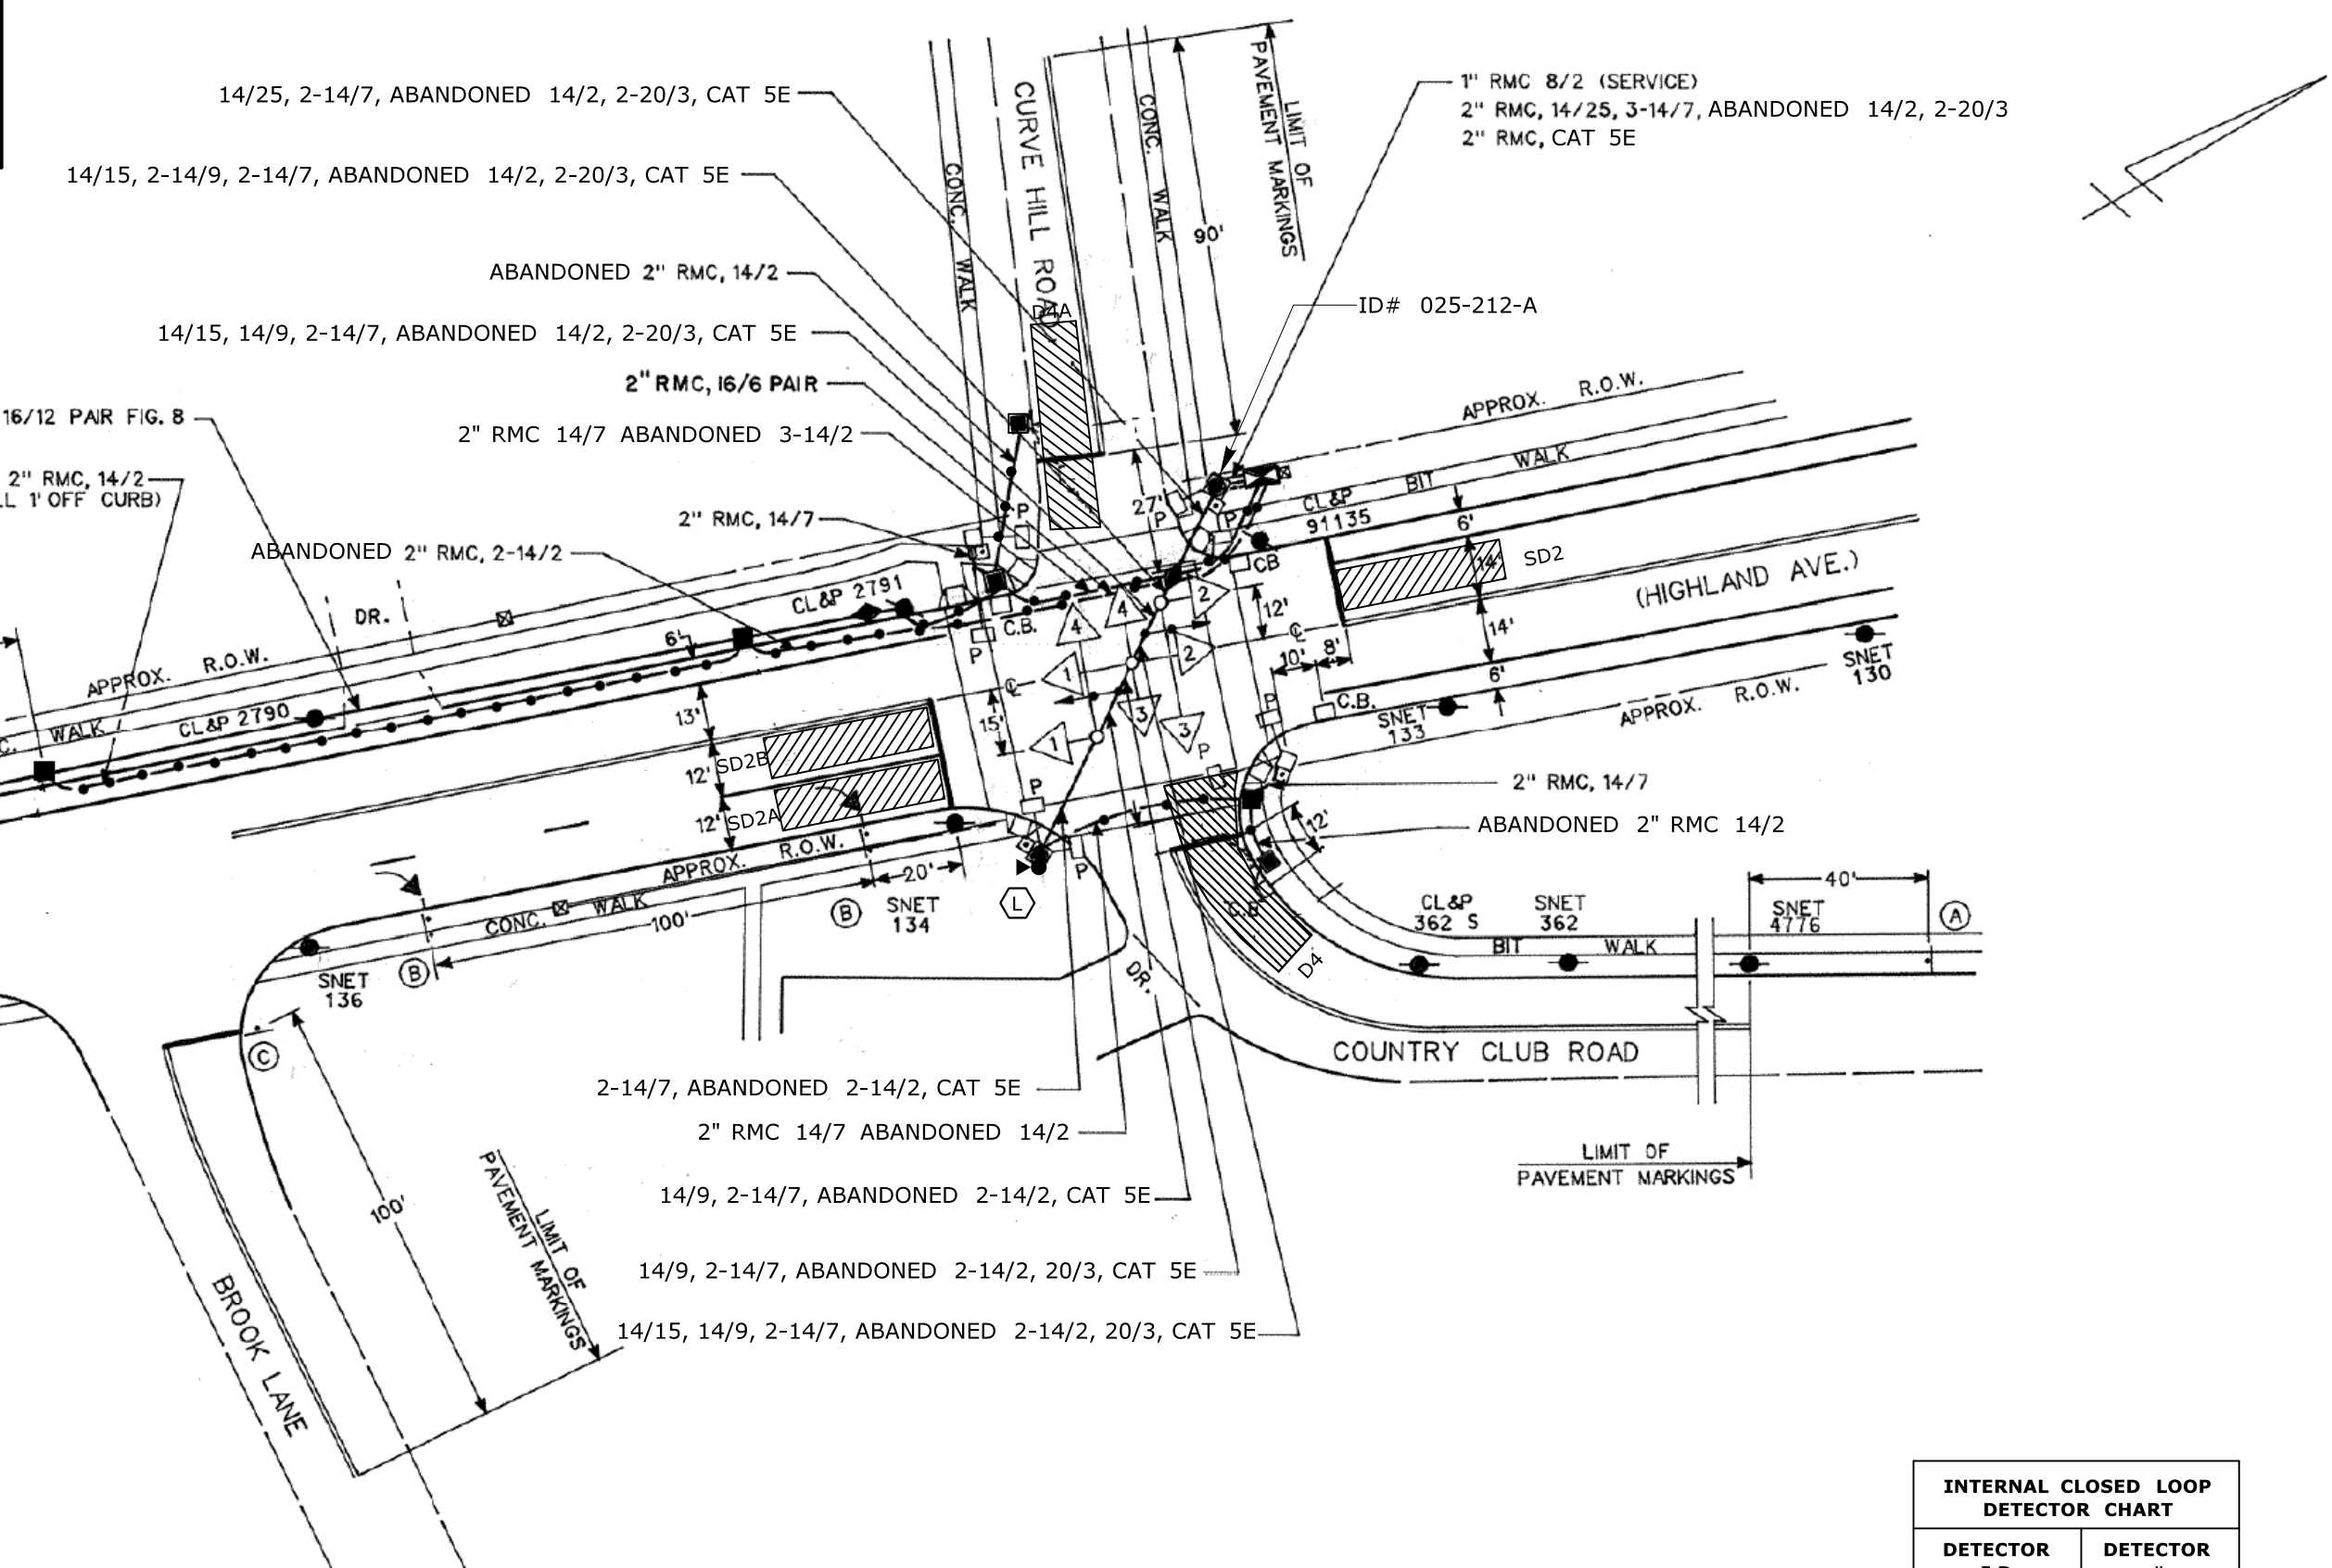 14/25, 2-14/7, ABANDONED 14/2, 2-20/3, CAT 5E
14/15, 2-14/9, 2-14/7, ABANDONED 14/2, 2-20/3, CAT 5E
ABANDONED 2" RMC, 14/2
14/15, 14/9, 2-14/7, ABANDONED 14/2, 2-20/3, CAT 5E
2" RMC, 16/6 PAIR
16/12 PAIR FIG. 8
2" RMC 14/7 ABANDONED 3-14/2
2" RMC, 14/2
LL 1' OFF CURB)
2" RMC, 14/7
ABANDONED 2" RMC, 2-14/2
CONC. WALK
CURVE HILL ROAD
CONC. WALK
90'
LIMIT OF
PAVEMENT MARKINGS
1" RMC 8/2 (SERVICE)
2" RMC, 14/25, 3-14/7, ABANDONED 14/2, 2-20/3
2" RMC, CAT 5E
ID# 025-212-A
D4A
APPROX. R.O.W.
BIT WALK
CL&P
91135
27'
P
P
P
6'
14'
SD2
(HIGHLAND AVE.)
CB
12'
14'
℄
10'
8'
6'
SNET
130
APPROX. R.O.W.
C.B.
SNET
133
P
DR.
CL&P 2791
6'
C.B.
P
APPROX. R.O.W.
C. WALK
CL&P 2790
13'
℄
15'
12'
SD2B
12'
SD2A
4
4
2
2
1
1
3
3
P
P
P
2" RMC, 14/7
ABANDONED 2" RMC 14/2
12'
C.B.
D4
APPROX. R.O.W.
20'
CONC. WALK
100'
B
SNET
134
L
B
SNET
136
C
DR.
CL&P
362 S
SNET
362
40'
SNET
4776
A
BIT WALK
COUNTRY CLUB ROAD
LIMIT OF
PAVEMENT MARKINGS
2-14/7, ABANDONED 2-14/2, CAT 5E
2" RMC 14/7 ABANDONED 14/2
14/9, 2-14/7, ABANDONED 2-14/2, CAT 5E
14/9, 2-14/7, ABANDONED 2-14/2, 20/3, CAT 5E
14/15, 14/9, 2-14/7, ABANDONED 2-14/2, 20/3, CAT 5E
100'
LIMIT OF
PAVEMENT MARKINGS
BROOK LANE
INTERNAL CLOSED LOOP
DETECTOR CHART
DETECTOR
DETECTOR